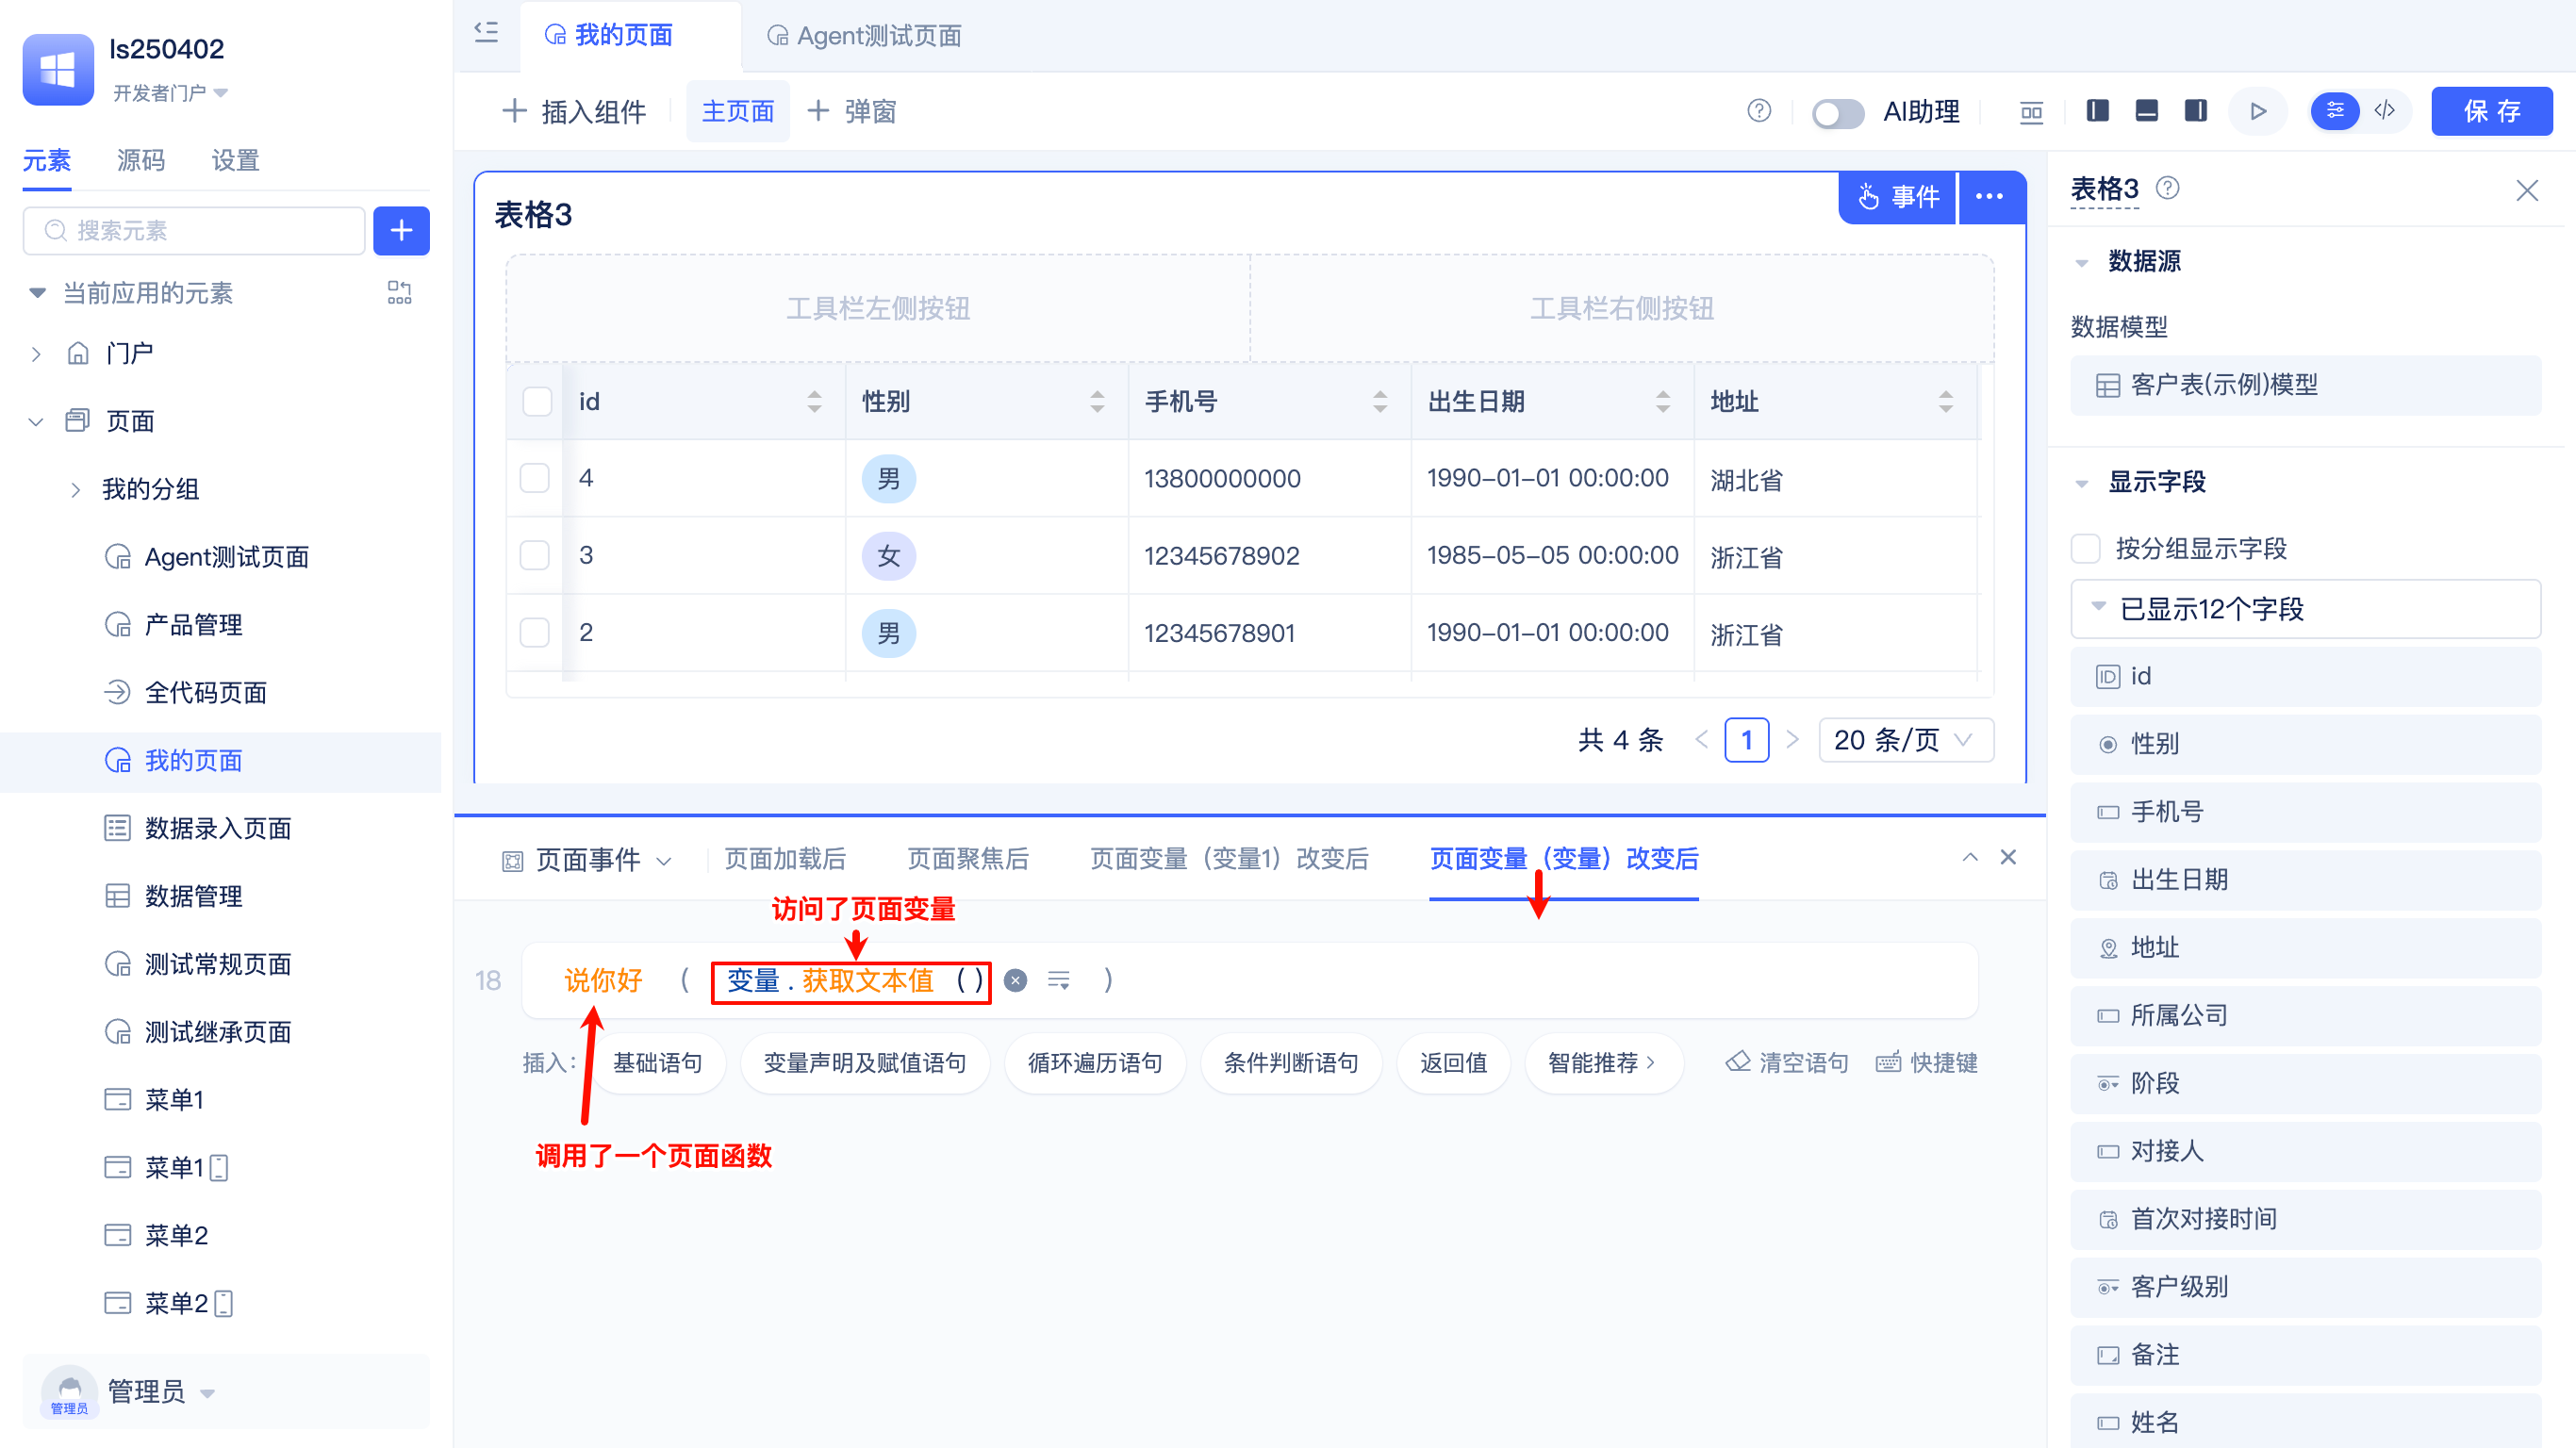 ls250402
开发者门户
元素 源码 设置
搜索元素
当前应用的元素
门户
页面
我的分组
Agent测试页面
产品管理
全代码页面
我的页面
数据录入页面
数据管理
测试常规页面
测试继承页面
菜单1
菜单1
菜单2
菜单2
管理员
管理员
我的页面 Agent测试页面
插入组件 主页面 弹窗 AI助理 保 存
表格3 事件
工具栏左侧按钮 工具栏右侧按钮
id 性别 手机号 出生日期 地址
4 男 13800000000 1990-01-01 00:00:00 湖北省
3 女 12345678902 1985-05-05 00:00:00 浙江省
2 男 12345678901 1990-01-01 00:00:00 浙江省
共 4 条 1 20 条/页
页面事件 页面加载后 页面聚焦后 页面变量（变量1）改变后 页面变量（变量）改变后
访问了页面变量
18 说你好 ( 变量 . 获取文本值 ( ) )
插入： 基础语句 变量声明及赋值语句 循环遍历语句 条件判断语句 返回值 智能推荐 清空语句 快捷键
调用了一个页面函数
表格3
数据源
数据模型
客户表(示例)模型
显示字段
按分组显示字段
已显示12个字段
id
性别
手机号
出生日期
地址
所属公司
阶段
对接人
首次对接时间
客户级别
备注
姓名